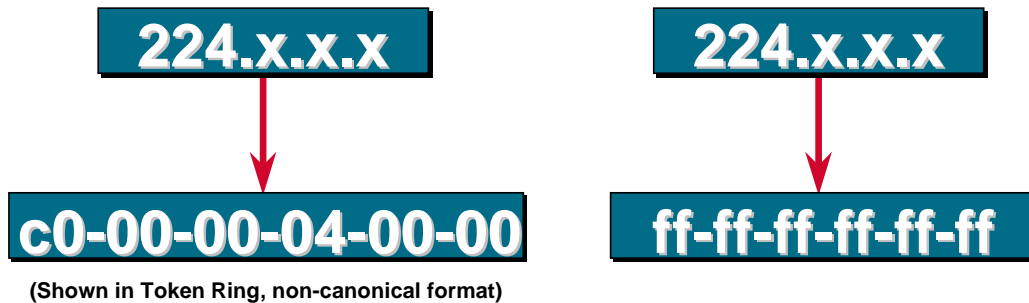 224.x.x.x
224.x.x.x
c0-00-00-04-00-00
ff-ff-ff-ff-ff-ff
(Shown in Token Ring, non-canonical format)